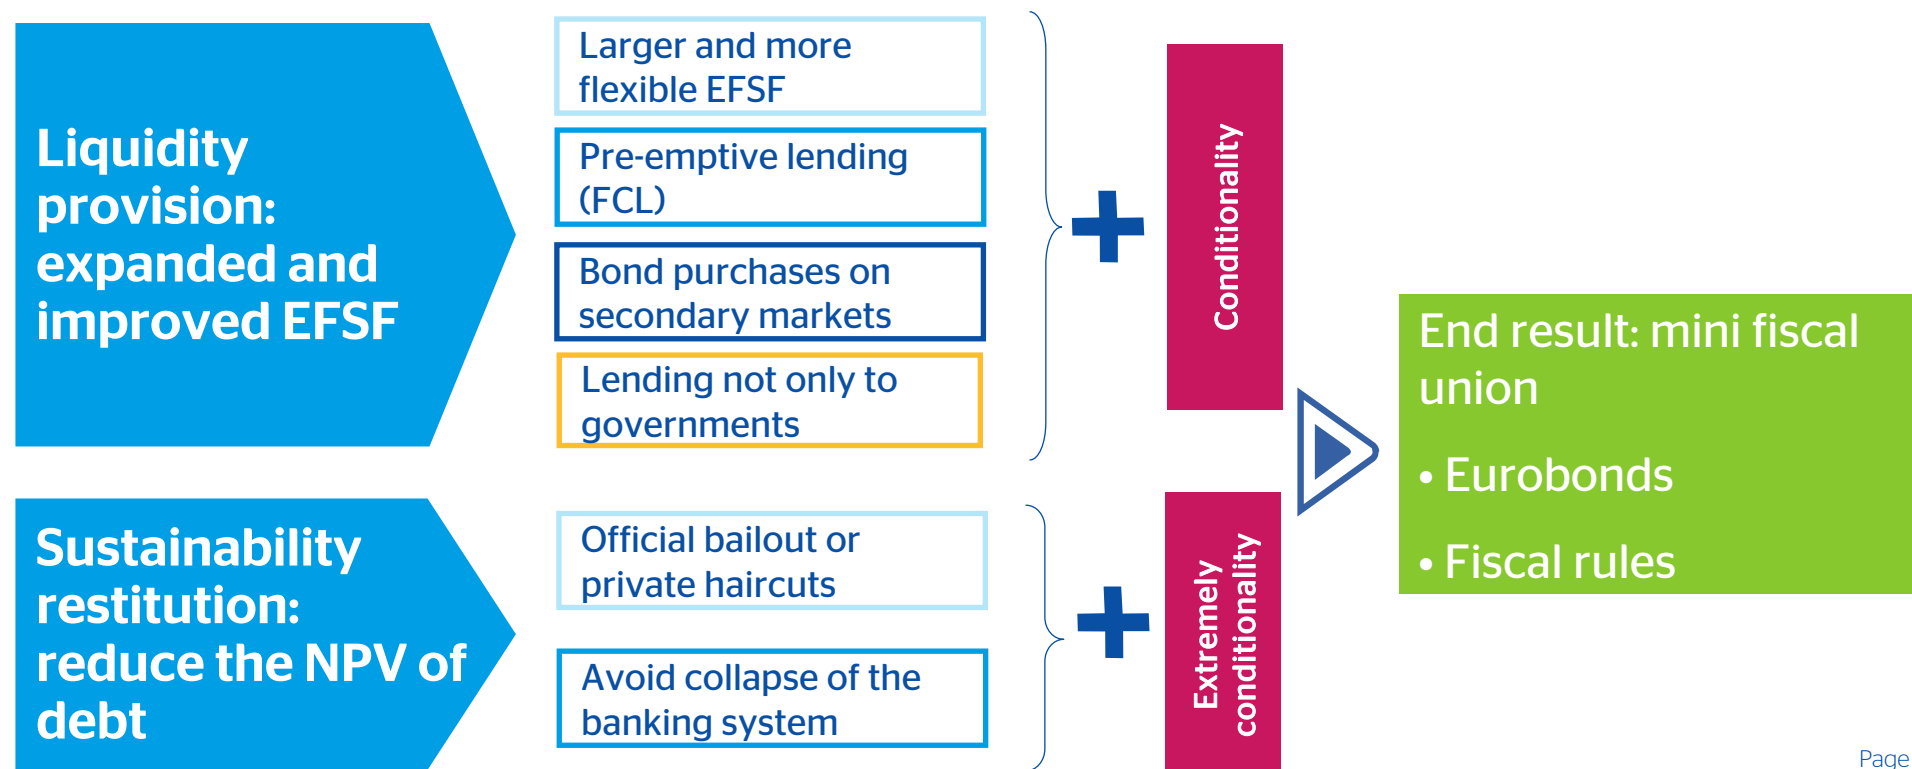 Liquidity
provision:
expanded and
improved EFSF
Larger and more
flexible EFSF
Pre-emptive lending
(FCL)
Bond purchases on
secondary markets
Lending not only to
governments
Conditionality
Sustainability
restitution:
reduce the NPV of
debt
Official bailout or
private haircuts
Avoid collapse of the
banking system
Extremely
conditionality
End result: mini fiscal
union
• Eurobonds
• Fiscal rules
Page